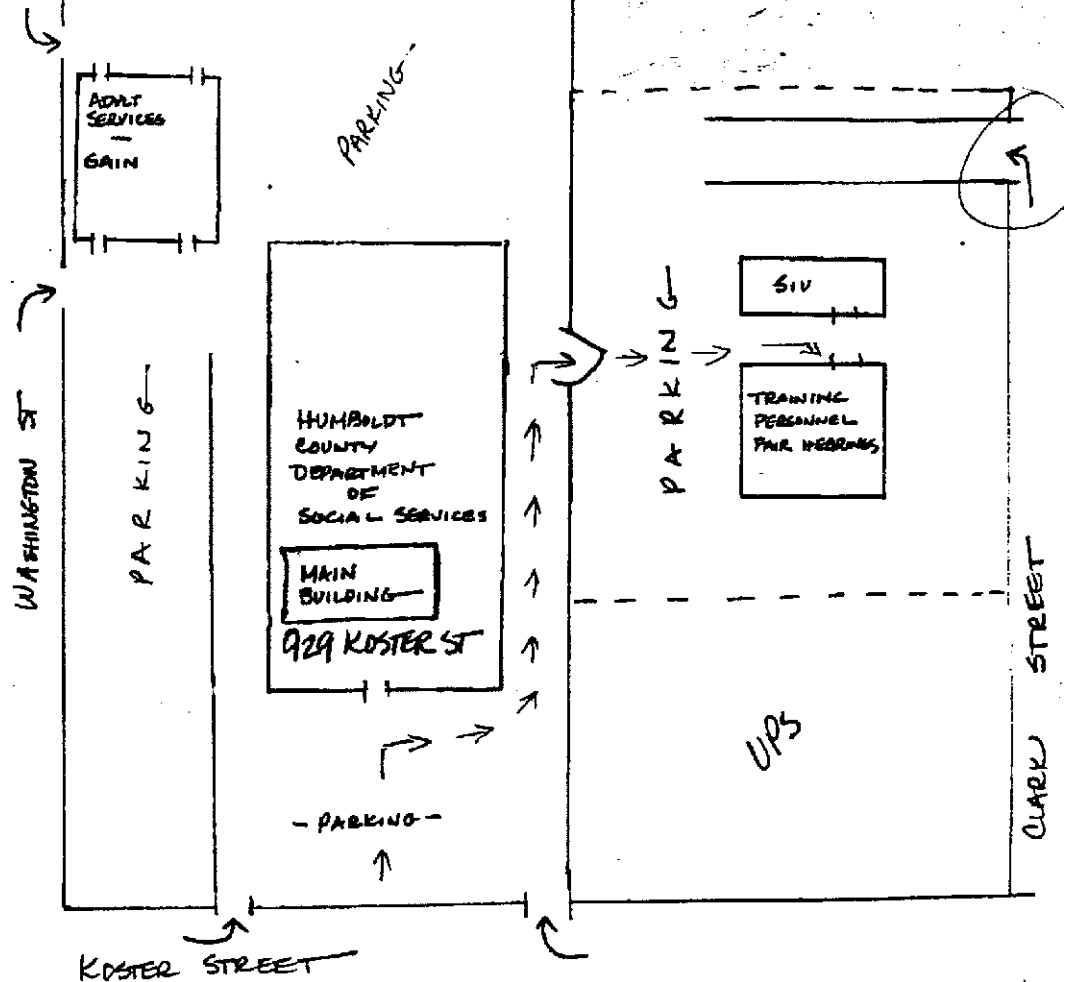 ADULT
SERVICES
—
GAIN
PARKING
SIU
PARKING
TRAINING
PERSONNEL
FAIR HEARINGS
WASHINGTON ST
PARKING
HUMBOLDT
COUNTY
DEPARTMENT
OF
SOCIAL SERVICES
MAIN
BUILDING
929 KOSTER ST
UPS
CLARK STREET
- PARKING -
KOSTER STREET